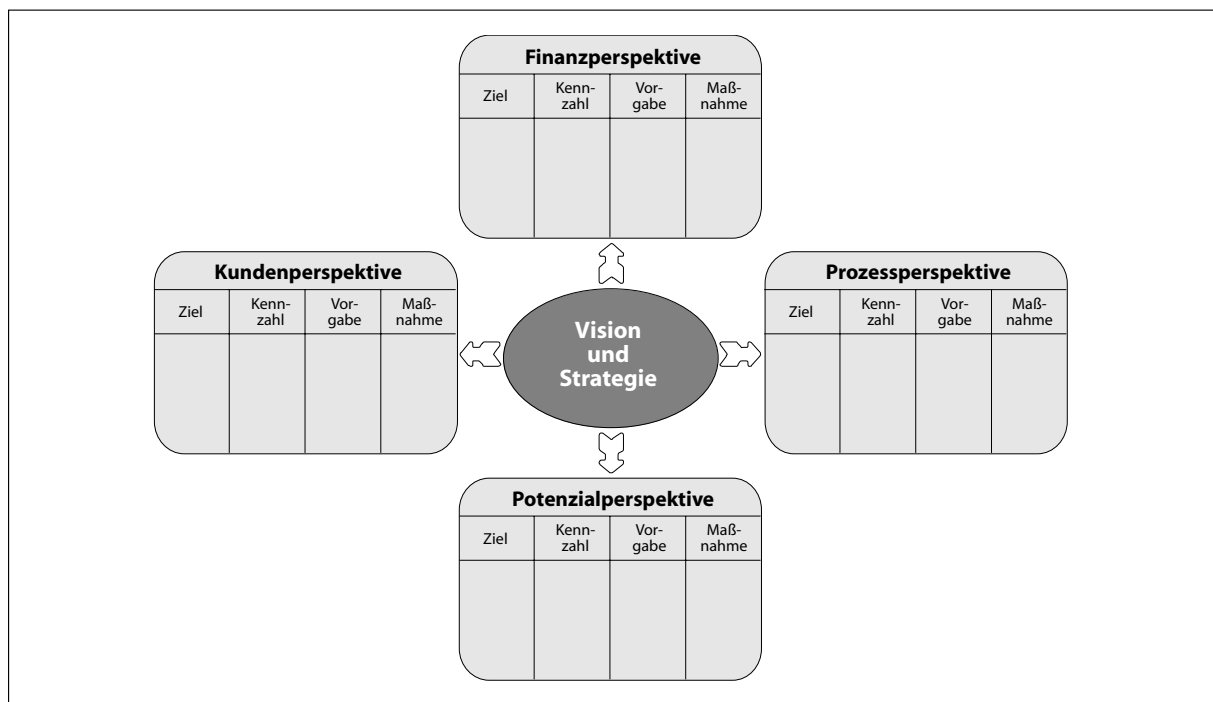 Finanzperspektive
Ziel
Kenn-
zahl
Vor-
gabe
Maß-
nahme
Kundenperspektive
Ziel
Kenn-
zahl
Vor-
gabe
Maß-
nahme
Vision
und
Strategie
Prozessperspektive
Ziel
Kenn-
zahl
Vor-
gabe
Maß-
nahme
Potenzialperspektive
Ziel
Kenn-
zahl
Vor-
gabe
Maß-
nahme